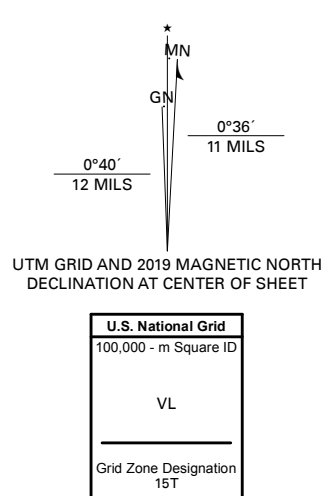 ★
MN
GN
0°36´
11 MILS
0°40´
12 MILS
UTM GRID AND 2019 MAGNETIC NORTH
DECLINATION AT CENTER OF SHEET
U.S. National Grid
100,000 - m Square ID
VL
Grid Zone Designation
15T